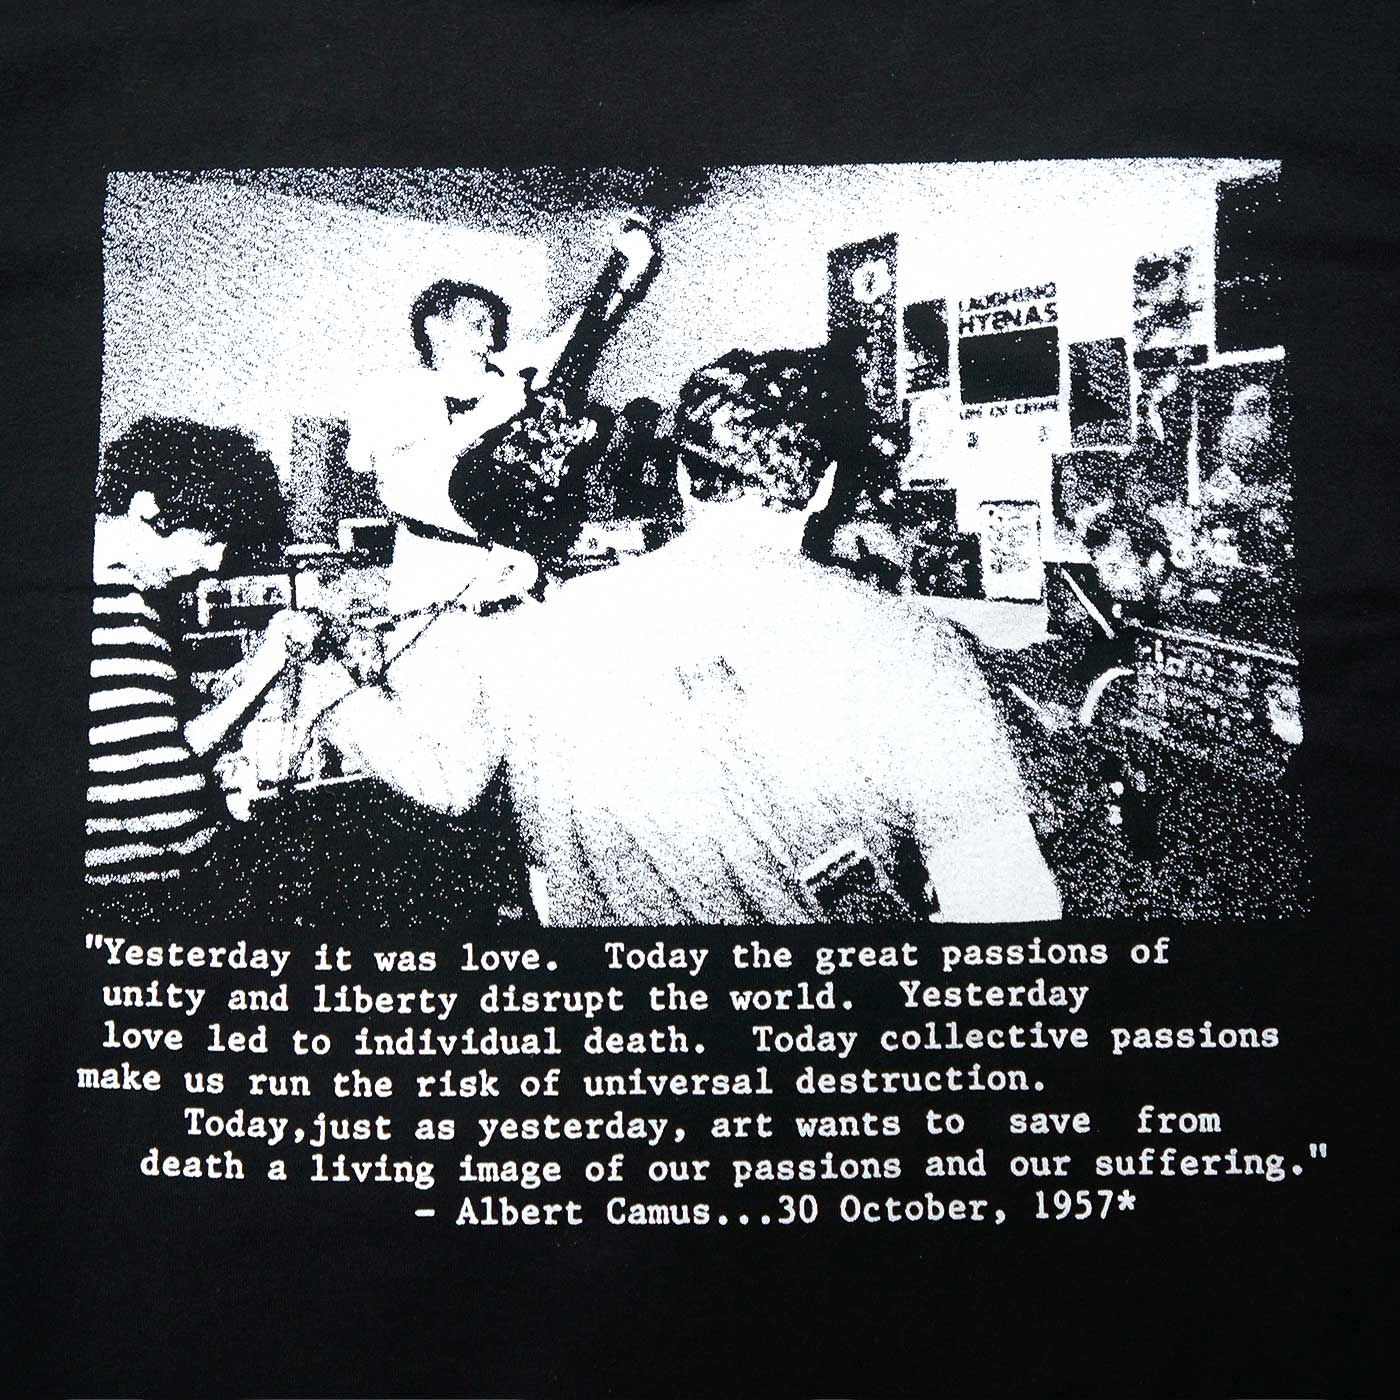 LAUGHING
HYENAS
LIFE OF CRIME
"Yesterday it was love.  Today the great passions of
unity and liberty disrupt the world.  Yesterday
love led to individual death.  Today collective passions
make us run the risk of universal destruction.
Today,just as yesterday, art wants to  save  from
death a living image of our passions and our suffering."
- Albert Camus...30 October, 1957*